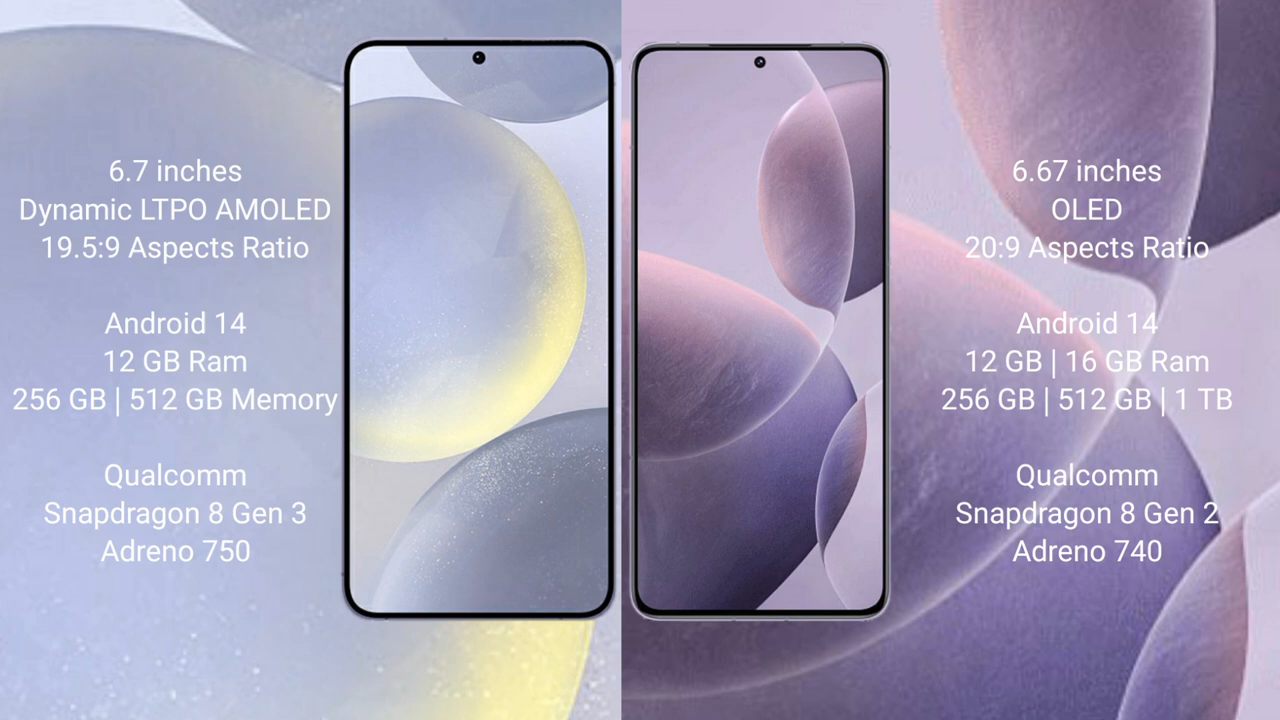 6.7 inches
Dynamic LTPO AMOLED
19.5:9 Aspects Ratio
Android 14
12 GB Ram
256 GB | 512 GB Memory
Qualcomm
Snapdragon 8 Gen 3
Adreno 750
6.67 inches
OLED
20:9 Aspects Ratio
Android 14
12 GB | 16 GB Ram
256 GB | 512 GB | 1 TB
Qualcomm
Snapdragon 8 Gen 2
Adreno 740